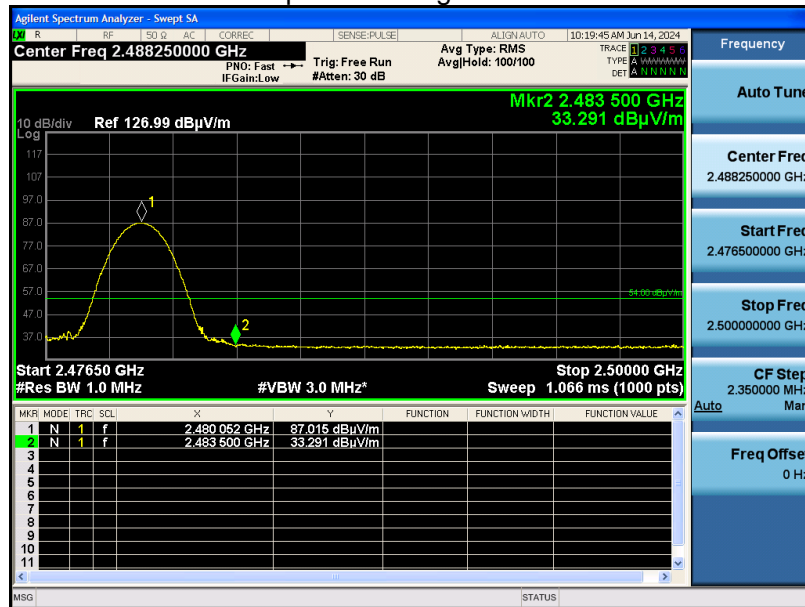 Agilent Spectrum Analyzer - Swept SA
LXI R RF 50 Ω AC CORREC SENSE:PULSE ALIGN AUTO 10:19:45 AM Jun 14, 2024
Center Freq 2.488250000 GHz
PNO: Fast
IFGain:Low
Trig: Free Run
#Atten: 30 dB
Avg Type: RMS
Avg|Hold: 100/100
TRACE 1 2 3 4 5 6
TYPE A WWWWW
DET A N N N N N
Mkr2 2.483 500 GHz
33.291 dBµV/m
10 dB/div Ref 126.99 dBµV/m
Log
117
107
97.0
87.0
77.0
67.0
57.0
47.0
37.0
1
2
54.00 dBµV/m
Start 2.47650 GHz Stop 2.50000 GHz
#Res BW 1.0 MHz #VBW 3.0 MHz* Sweep 1.066 ms (1000 pts)
MKR MODE TRC SCL X Y FUNCTION FUNCTION WIDTH FUNCTION VALUE
1 N 1 f 2.480 052 GHz 87.015 dBµV/m
2 N 1 f 2.483 500 GHz 33.291 dBµV/m
3
4
5
6
7
8
9
10
11
MSG STATUS
Frequency
Auto Tune
Center Freq
2.488250000 GHz
Start Freq
2.476500000 GHz
Stop Freq
2.500000000 GHz
CF Step
2.350000 MHz
Auto Man
Freq Offset
0 Hz